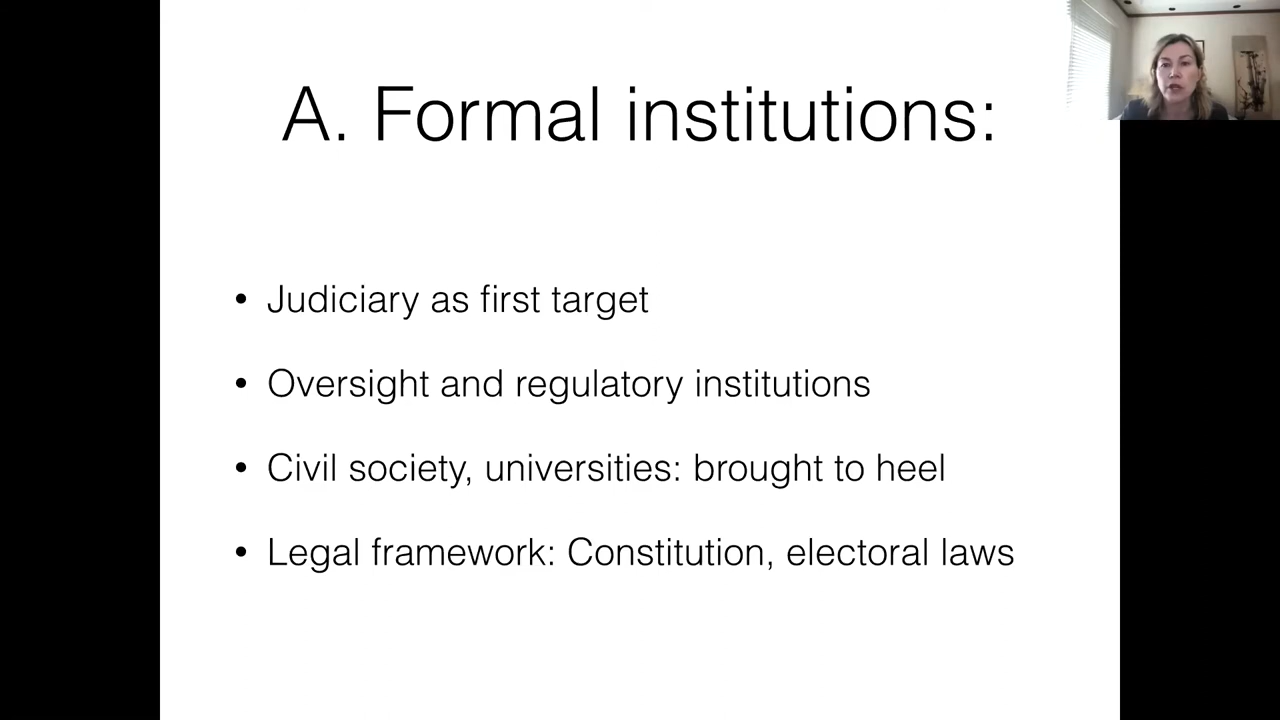 A. Formal institutions:
• Judiciary as first target
• Oversight and regulatory institutions
• Civil society, universities: brought to heel
• Legal framework: Constitution, electoral laws